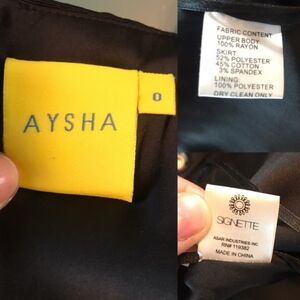 AYSHA
0
FABRIC CONTENT
UPPER BODY:
100% RAYON
SKIRT
52% POLYESTER
45% COTTON
3% SPANDEX
LINING:
100% POLYESTER
DRY CLEAN ONLY
SIGNETTE
ASAR INDUSTRIES INC
RN# 119382
MADE IN CHINA